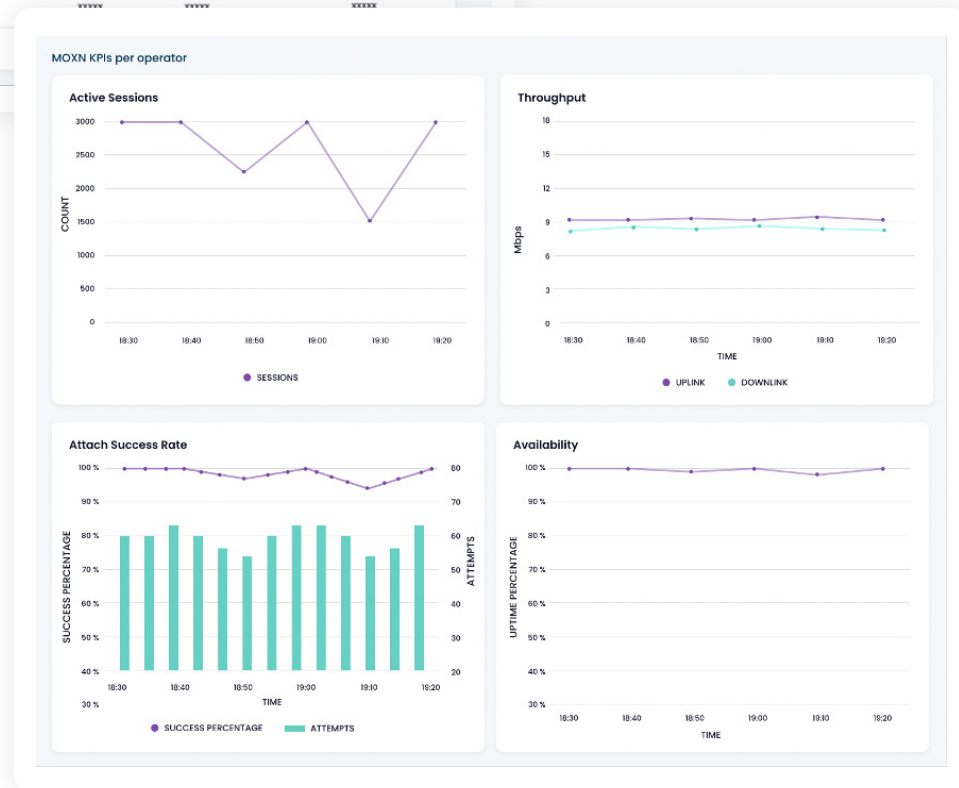 xxxxx xxxxx xxxxx
MOXN KPIs per operator
Active Sessions
3000
2500
2000
1500
1000
500
0
COUNT
18:30 18:40 18:50 19:00 19:10 19:20
SESSIONS
Throughput
18
15
12
9
6
3
0
Mbps
18:30 18:40 18:50 19:00 19:10 19:20
TIME
UPLINK DOWNLINK
Attach Success Rate
100 %
90 %
80 %
70 %
60 %
50 %
40 %
30 %
SUCCESS PERCENTAGE
80
70
60
50
40
30
20
ATTEMPTS
18:30 18:40 18:50 19:00 19:10 19:20
TIME
SUCCESS PERCENTAGE ATTEMPTS
Availability
100 %
90 %
80 %
70 %
60 %
50 %
40 %
30 %
UPTIME PERCENTAGE
18:30 18:40 18:50 19:00 19:10 19:20
TIME